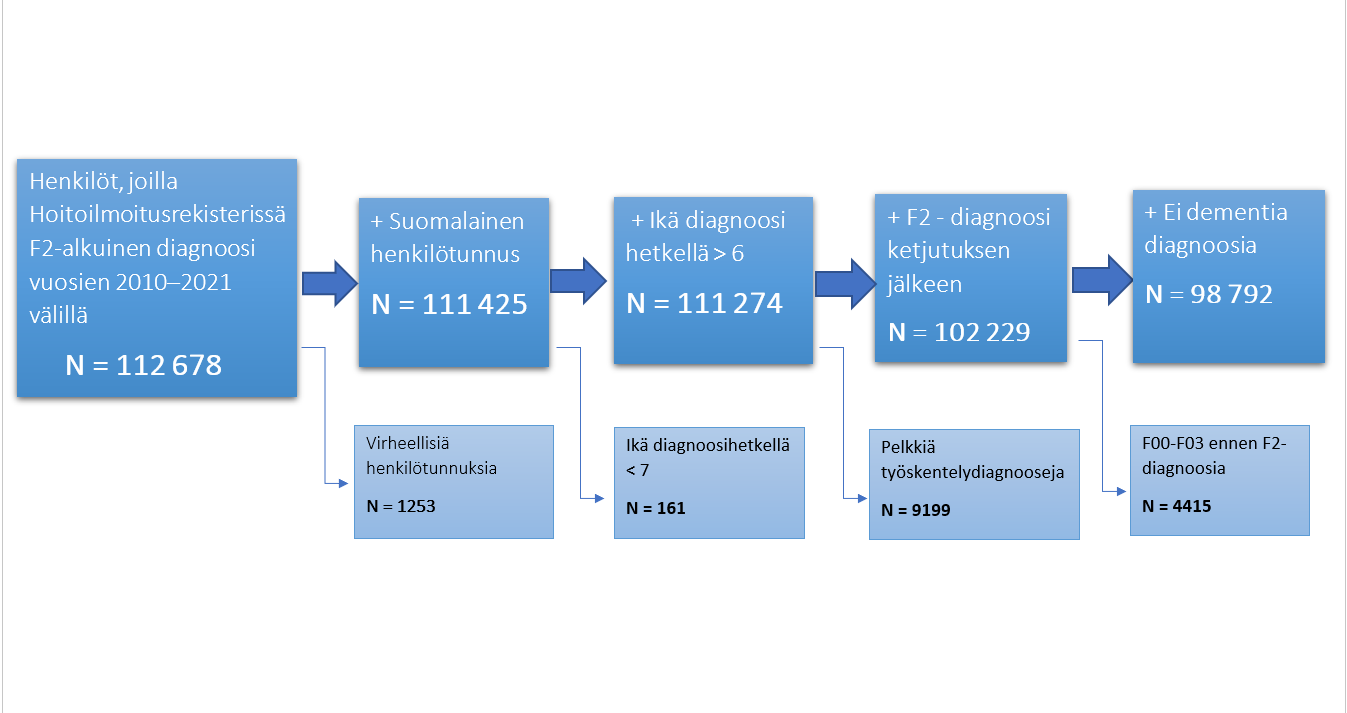 Henkilöt, joilla
Hoitoilmoitusrekisterissä
F2-alkuinen diagnoosi
vuosien 2010–2021
välillä
N = 112 678
+ Suomalainen
henkilötunnus
N = 111 425
+ Ikä diagnoosi
hetkellä > 6
N = 111 274
+ F2 - diagnoosi
ketjutuksen
jälkeen
N = 102 229
+ Ei dementia
diagnoosia
N = 98 792
Virheellisiä
henkilötunnuksia
N = 1253
Ikä diagnoosihetkellä
< 7
N = 161
Pelkkiä
työskentelydiagnooseja
N = 9199
F00-F03 ennen F2-
diagnoosia
N = 4415